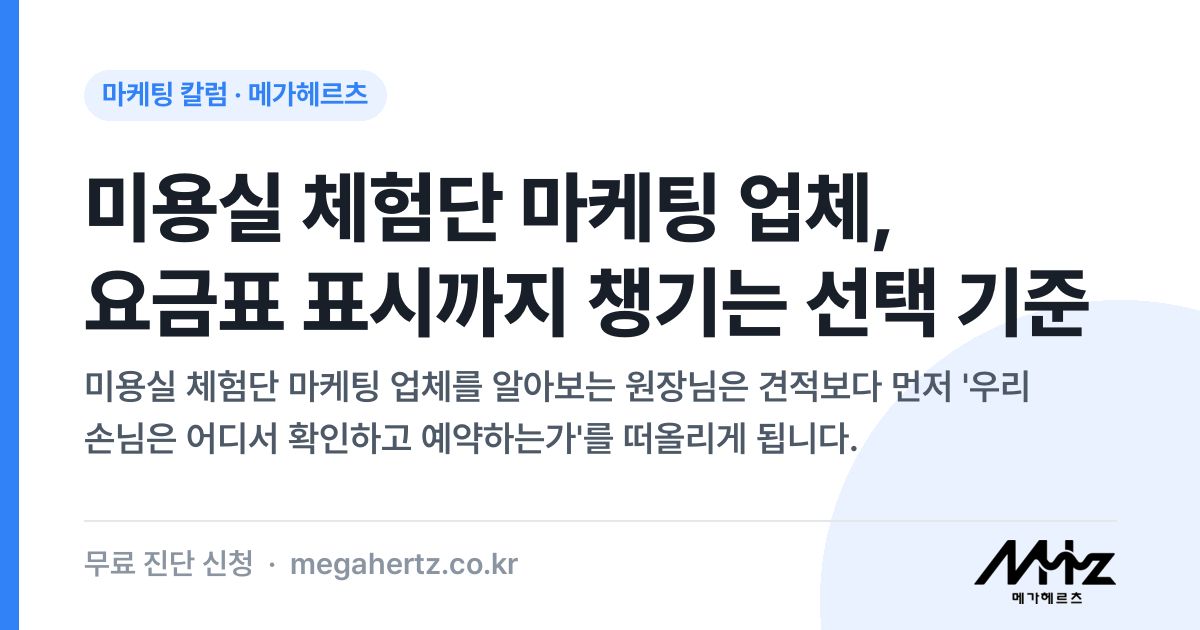 마케팅 칼럼 · 메가헤르츠
미용실 체험단 마케팅 업체,
요금표 표시까지 챙기는 선택 기준
미용실 체험단 마케팅 업체를 알아보는 원장님은 견적보다 먼저 '우리
손님은 어디서 확인하고 예약하는가'를 떠올리게 됩니다.
무료 진단 신청 · megahertz.co.kr
MHz
메가헤르츠